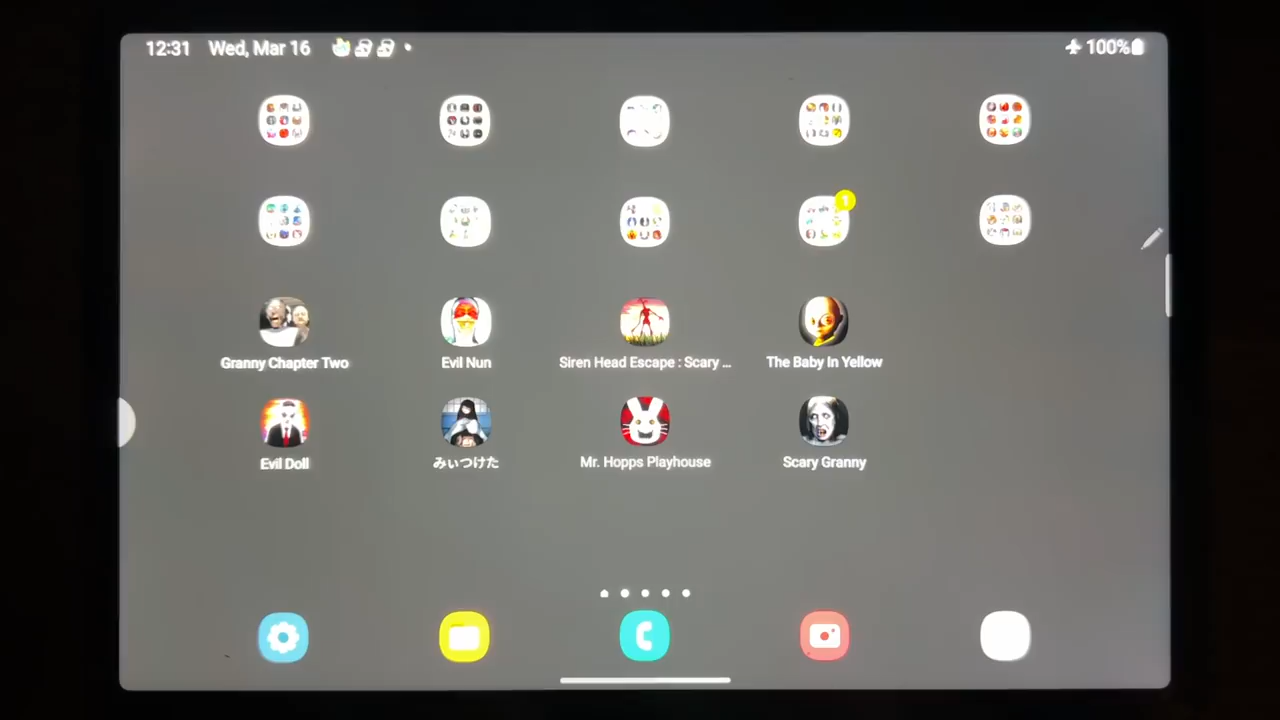 12:31 Wed, Mar 16
100%
1
Granny Chapter Two
Evil Nun
Siren Head Escape : Scary ...
The Baby In Yellow
Evil Doll
みぃつけた
Mr. Hopps Playhouse
Scary Granny